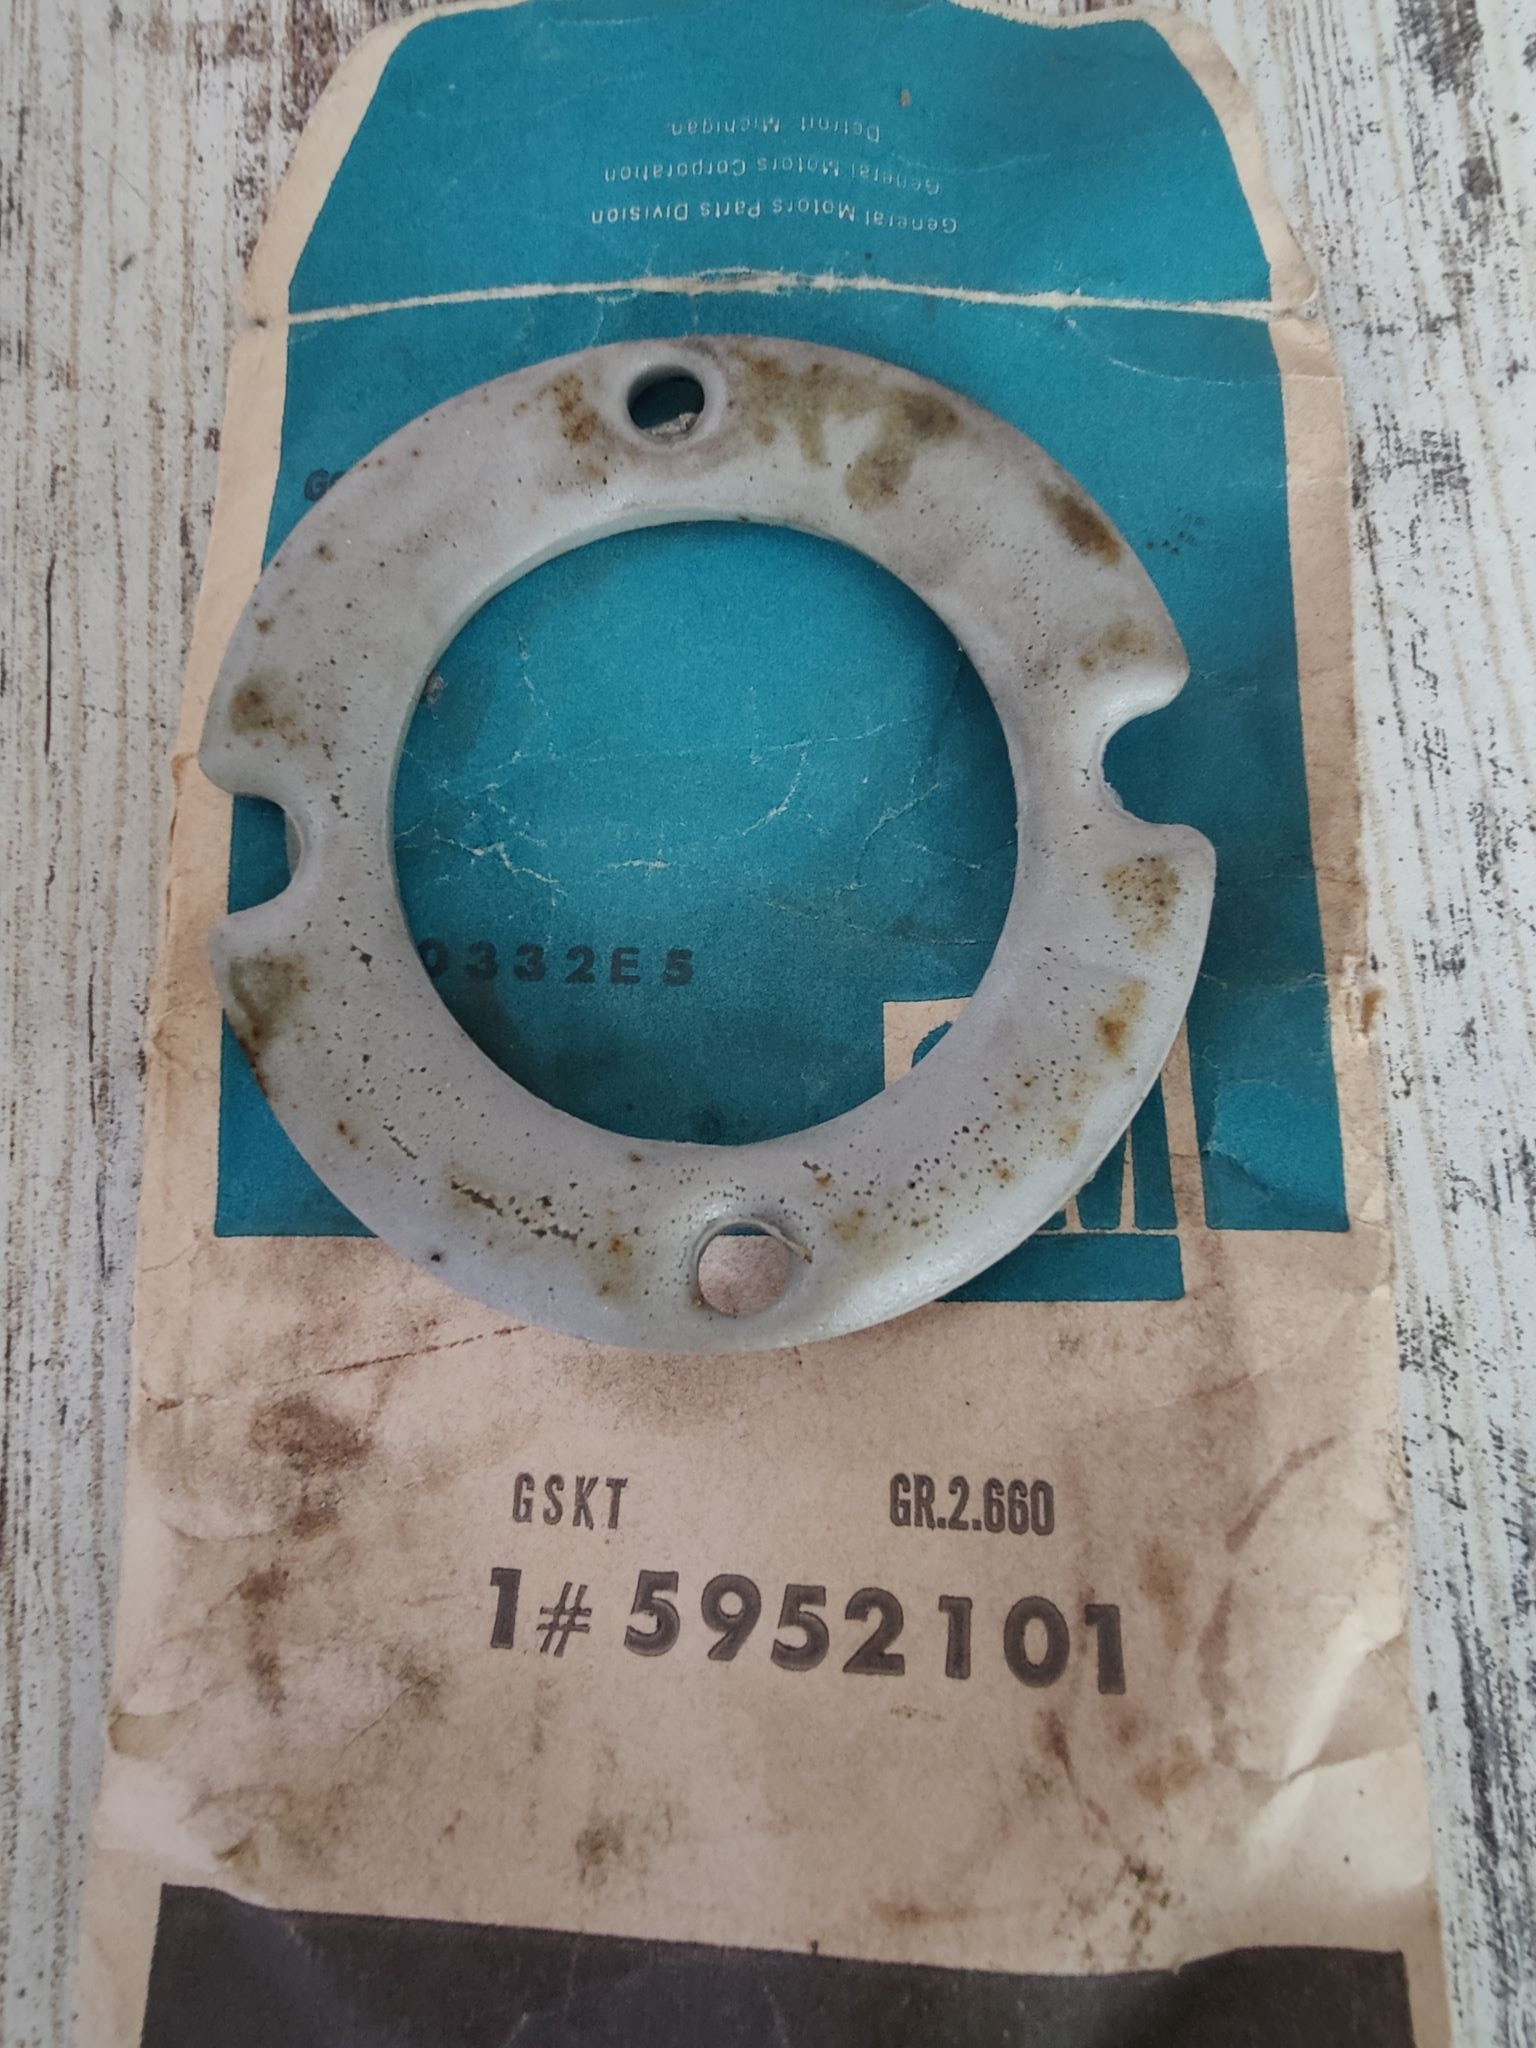 General Motors Parts Division
General Motors Corporation
Detroit Michigan
0332E5
GSKT GR.2.660
1# 5952101